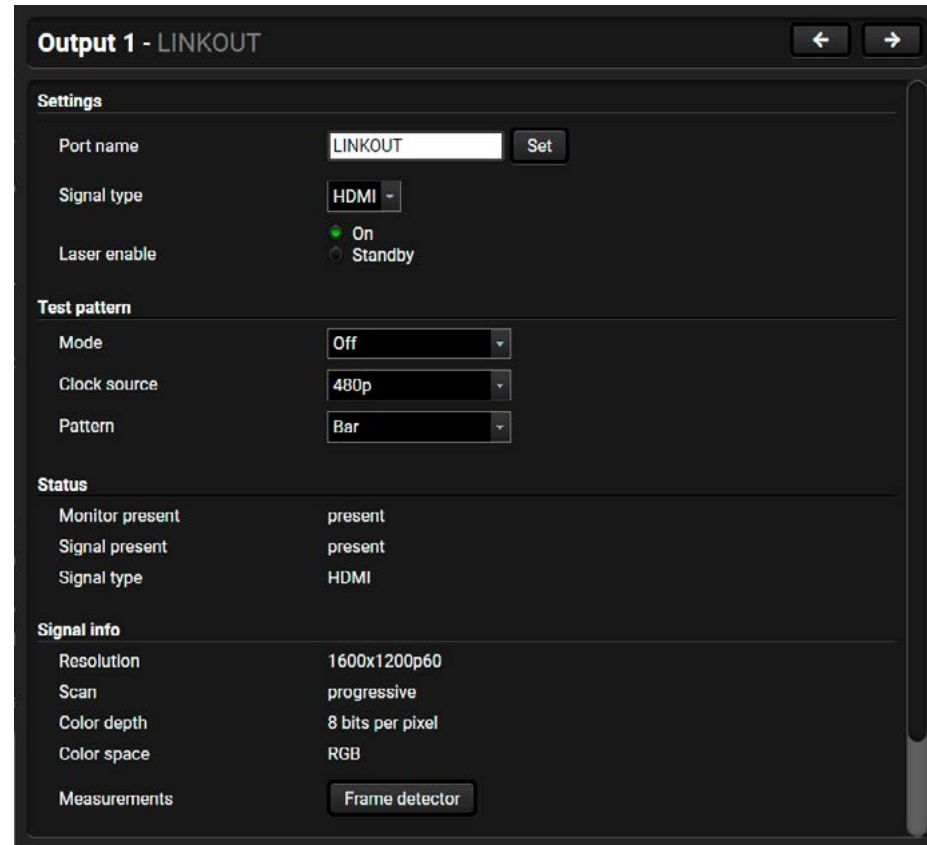 Output 1 - LINKOUT
Settings
Port name LINKOUT Set
Signal type HDMI
Laser enable On
Standby
Test pattern
Mode Off
Clock source 480p
Pattern Bar
Status
Monitor present present
Signal present present
Signal type HDMI
Signal info
Resolution 1600x1200p60
Scan progressive
Color depth 8 bits per pixel
Color space RGB
Measurements Frame detector